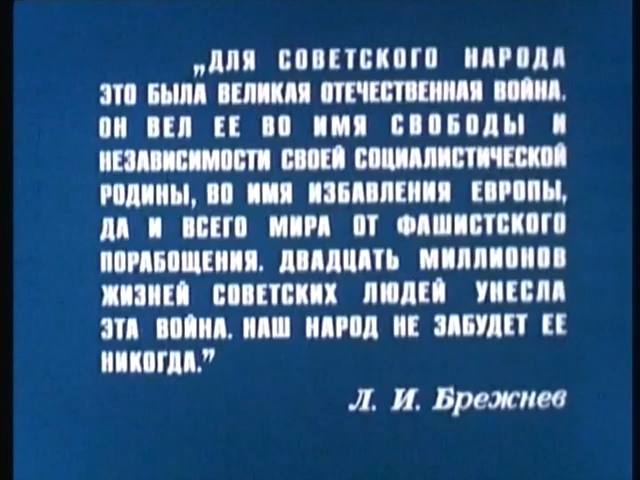 „ДЛЯ СОВЕТСКОГО НАРОДА
ЭТО БЫЛА ВЕЛИКАЯ ОТЕЧЕСТВЕННАЯ ВОЙНА.
ОН ВЕЛ ЕЕ ВО ИМЯ СВОБОДЫ И
НЕЗАВИСИМОСТИ СВОЕЙ СОЦИАЛИСТИЧЕСКОЙ
РОДИНЫ, ВО ИМЯ ИЗБАВЛЕНИЯ ЕВРОПЫ,
ДА И ВСЕГО МИРА ОТ ФАШИСТСКОГО
ПОРАБОЩЕНИЯ. ДВАДЦАТЬ МИЛЛИОНОВ
ЖИЗНЕЙ СОВЕТСКИХ ЛЮДЕЙ УНЕСЛА
ЭТА ВОЙНА. НАШ НАРОД НЕ ЗАБУДЕТ ЕЕ
НИКОГДА.”
Л. И. Брежнев